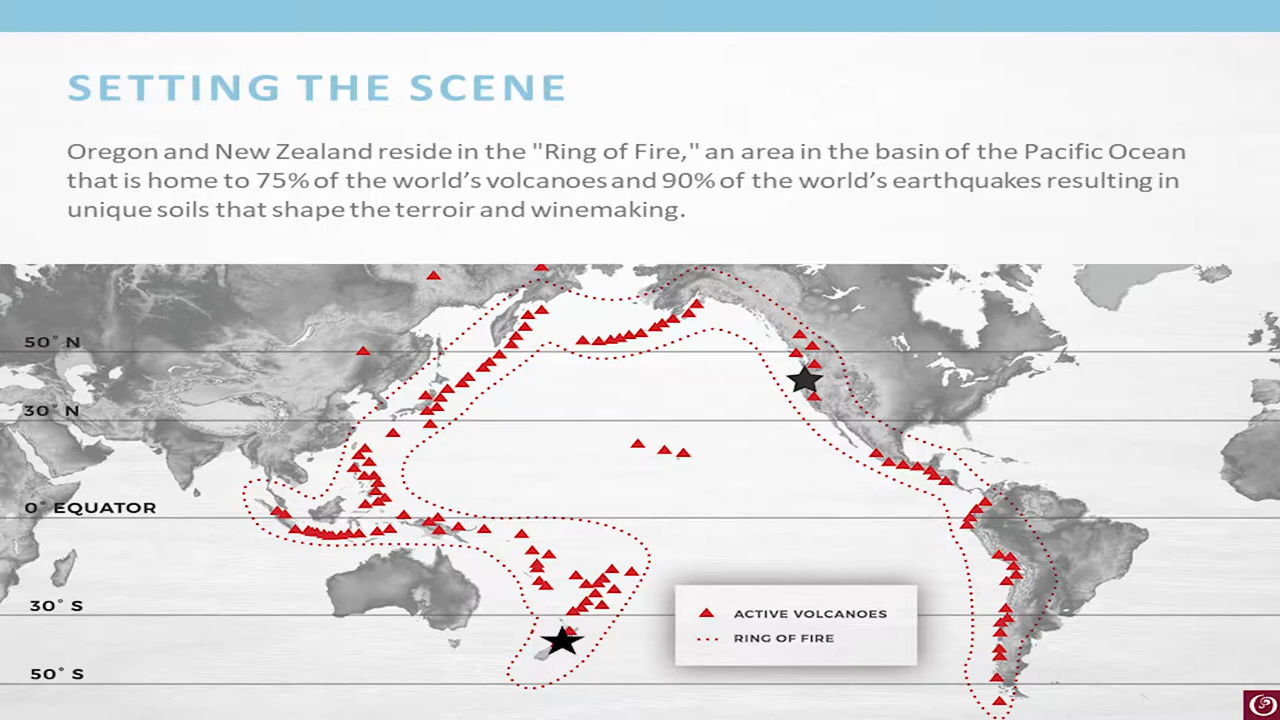 SETTING THE SCENE
Oregon and New Zealand reside in the "Ring of Fire," an area in the basin of the Pacific Ocean
that is home to 75% of the world's volcanoes and 90% of the world's earthquakes resulting in
unique soils that shape the terroir and winemaking.
50° N
30° N
0° EQUATOR
30° S
50° S
ACTIVE VOLCANOES
RING OF FIRE